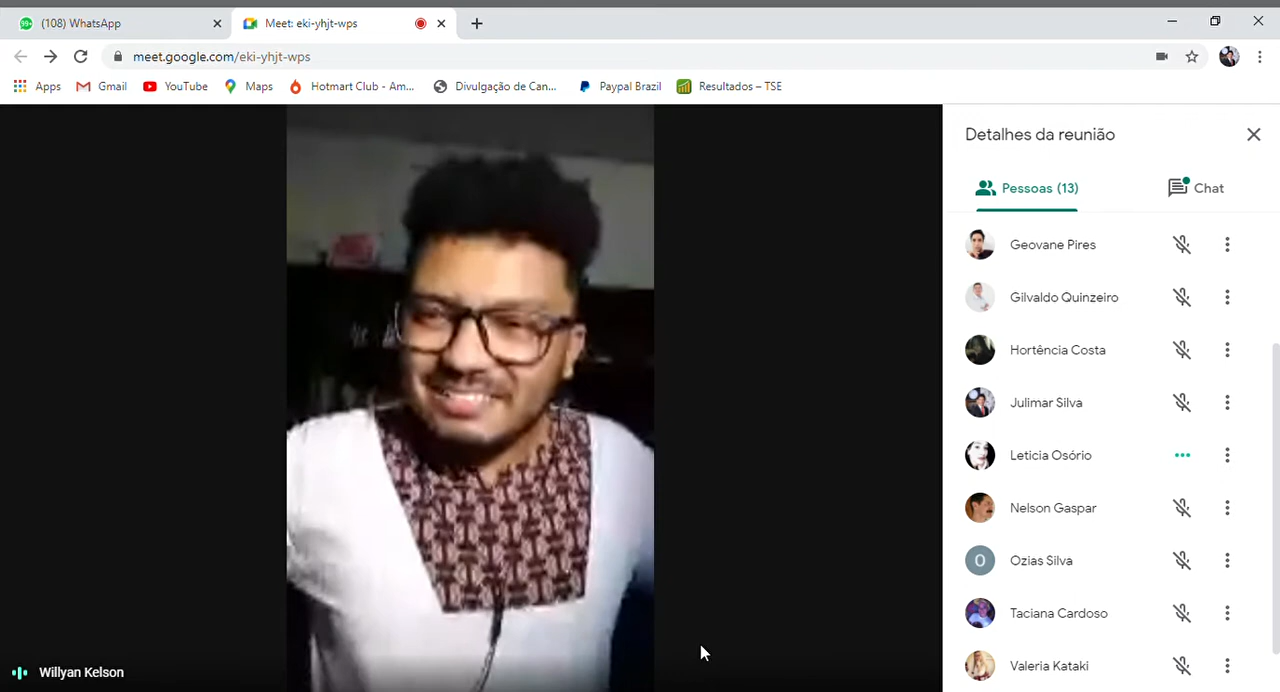 99+ (108) WhatsApp
Meet: eki-yhjt-wps
meet.google.com/eki-yhjt-wps
Apps Gmail YouTube Maps Hotmart Club - Am... Divulgação de Can... Paypal Brazil Resultados – TSE
Detalhes da reunião
Pessoas (13) Chat
Geovane Pires
Gilvaldo Quinzeiro
Hortência Costa
Julimar Silva
Leticia Osório
Nelson Gaspar
O Ozias Silva
Taciana Cardoso
Valeria Kataki
Willyan Kelson